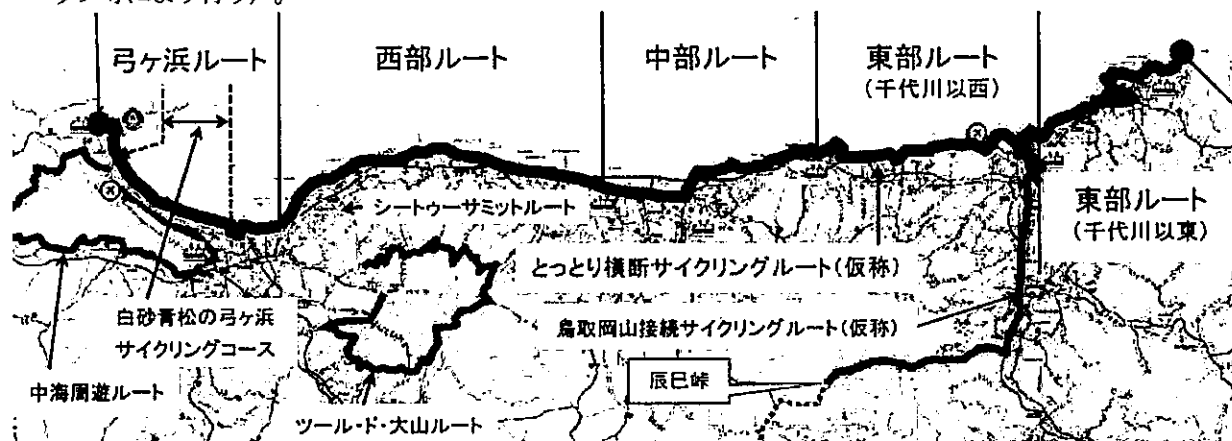 弓ヶ浜ルート
西部ルート
中部ルート
東部ルート
(千代川以西)
東部ルート
(千代川以東)
シートゥーサミットルート
とっとり横断サイクリングルート(仮称)
白砂青松の弓ヶ浜
サイクリングコース
鳥取岡山接続サイクリングルート(仮称)
中海周遊ルート
辰巳峠
ツール・ド・大山ルート